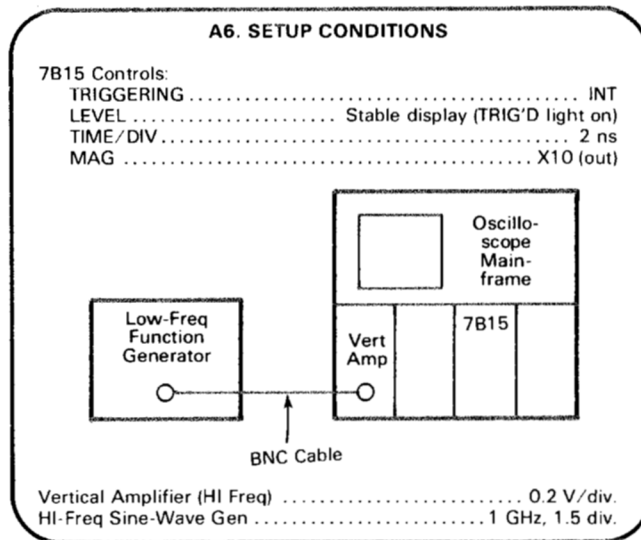 A6. SETUP CONDITIONS
7B15 Controls:
TRIGGERING ........................................ INT
LEVEL ...................... Stable display (TRIG'D light on)
TIME/DIV ........................................... 2 ns
MAG ........................................ X10 (out)
Oscillo-
scope
Main-
frame
Low-Freq
Function
Generator
Vert
Amp
7B15
BNC Cable
Vertical Amplifier (HI Freq) ........................ 0.2 V/div.
HI-Freq Sine-Wave Gen ........................ 1 GHz, 1.5 div.